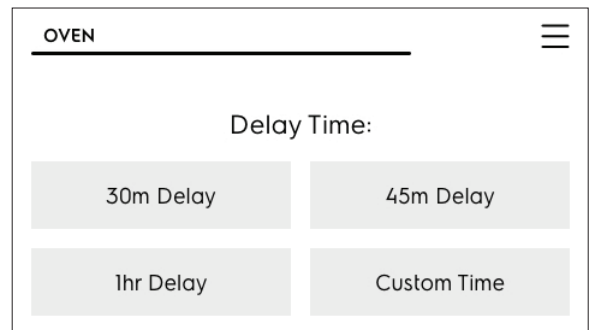 OVEN
Delay Time:
30m Delay
45m Delay
1hr Delay
Custom Time